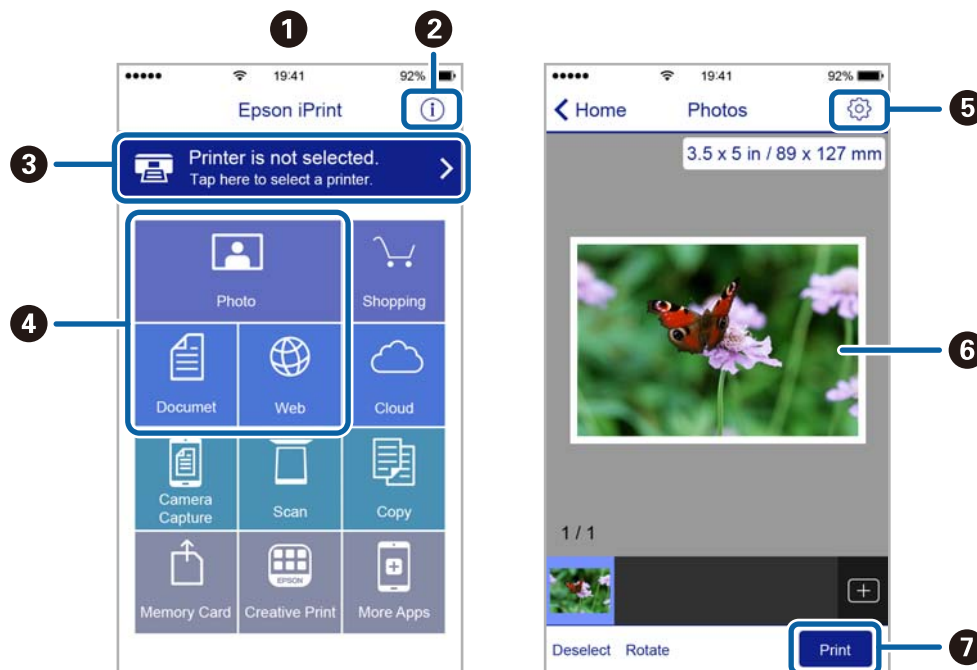 1
2
19:41
92%
Epson iPrint
i
3
Printer is not selected.
Tap here to select a printer.
4
Photo
Shopping
Documet
Web
Cloud
Camera
Capture
Scan
Copy
EPSON
Memory Card
Creative Print
More Apps
19:41
92%
Home
Photos
5
3.5 x 5 in / 89 x 127 mm
6
1 / 1
Deselect
Rotate
Print
7